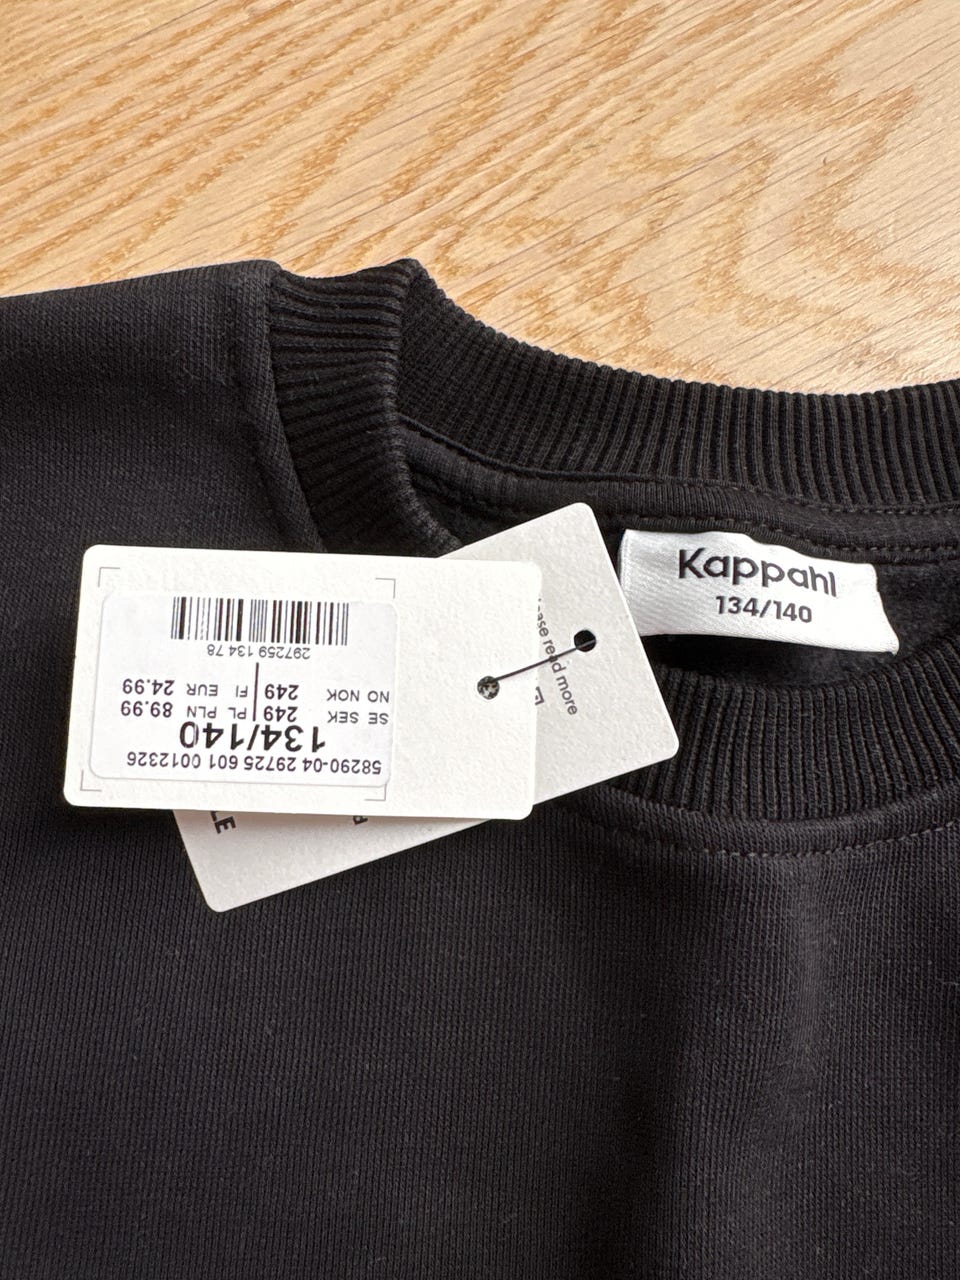 Kappahl
134/140
58290-04 29725 601 0012326
134/140
SE SEK 249 PL PLN 89.99
NO NOK 249 FI EUR 24.99
297259 134 78
read more